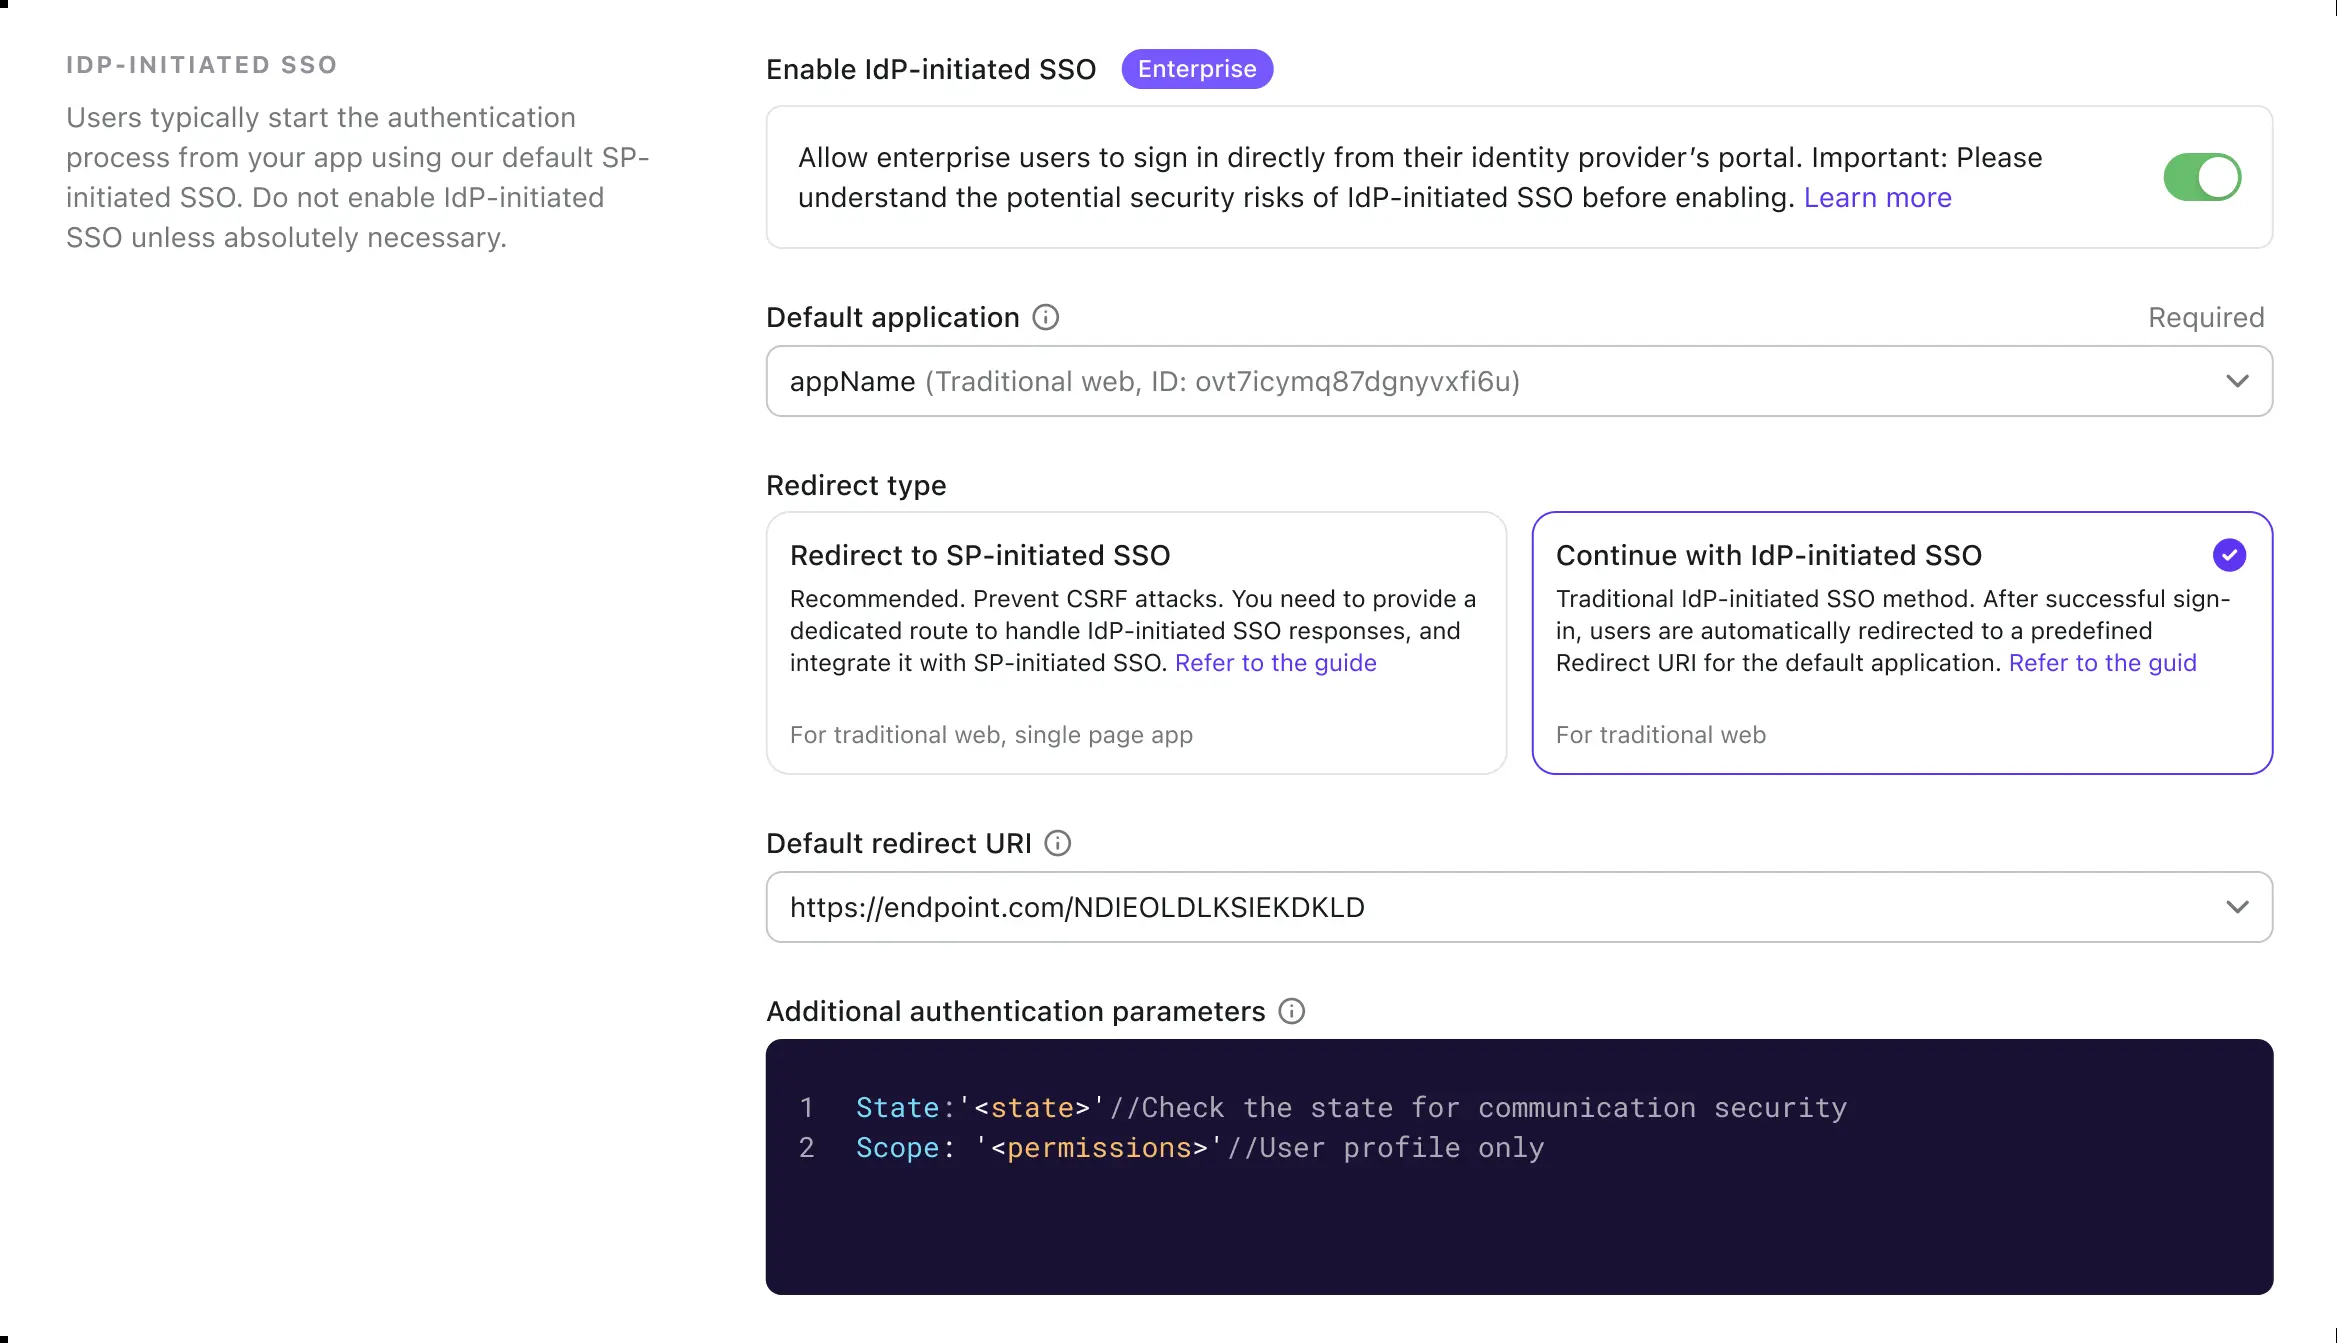 IDP-INITIATED SSO
Users typically start the authentication
process from your app using our default SP-
initiated SSO. Do not enable IdP-initiated
SSO unless absolutely necessary.
Enable IdP-initiated SSO Enterprise
Allow enterprise users to sign in directly from their identity provider’s portal. Important: Please
understand the potential security risks of IdP-initiated SSO before enabling. Learn more
Default application Required
appName (Traditional web, ID: ovt7icymq87dgnyvxfi6u)
Redirect type
Redirect to SP-initiated SSO
Recommended. Prevent CSRF attacks. You need to provide a
dedicated route to handle IdP-initiated SSO responses, and
integrate it with SP-initiated SSO. Refer to the guide
For traditional web, single page app
Continue with IdP-initiated SSO
Traditional IdP-initiated SSO method. After successful sign-
in, users are automatically redirected to a predefined
Redirect URI for the default application. Refer to the guid
For traditional web
Default redirect URI
https://endpoint.com/NDIEOLDLKSIEKDKLD
Additional authentication parameters
1 State:'<state>'//Check the state for communication security
2 Scope: '<permissions>'//User profile only